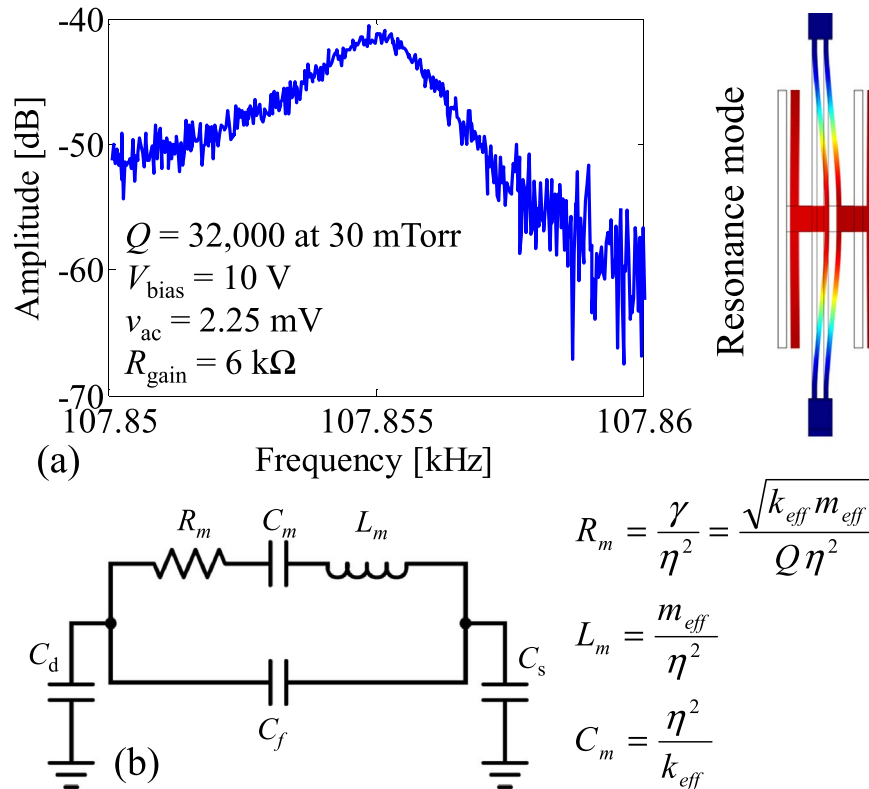 -40
-50
-60
-70
Amplitude [dB]
Q = 32,000 at 30 mTorr
V_bias = 10 V
v_ac = 2.25 mV
R_gain = 6 kΩ
107.85 107.855 107.86
Frequency [kHz]
(a)
Resonance mode
R_m C_m L_m
C_d C_s
C_f
(b)
R_m = γ/η² = √(k_eff m_eff)/(Qη²)
L_m = m_eff/η²
C_m = η²/k_eff